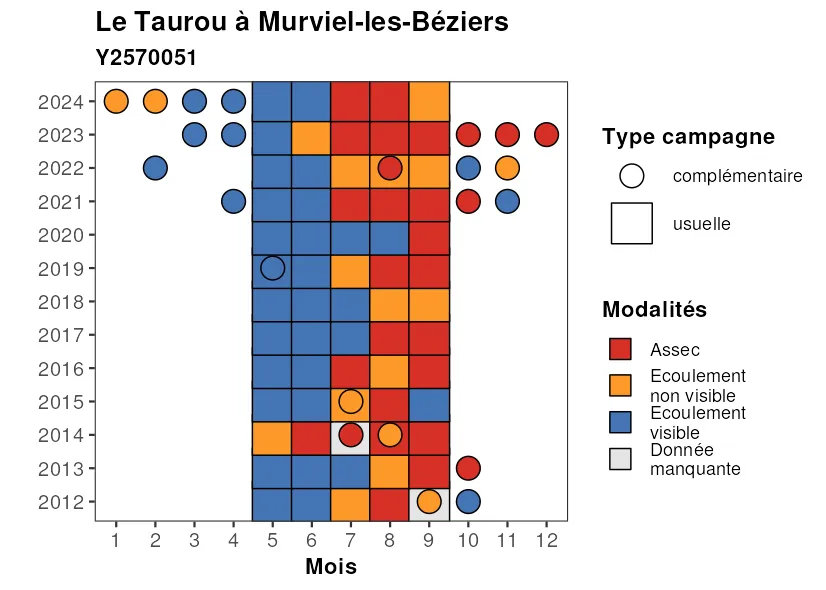 Le Taurou à Murviel-les-Béziers
Y2570051
2024
2023
2022
2021
2020
2019
2018
2017
2016
2015
2014
2013
2012
1 2 3 4 5 6 7 8 9 10 11 12
Mois
Type campagne
complémentaire
usuelle
Modalités
Assec
Ecoulement
non visible
Ecoulement
visible
Donnée
manquante